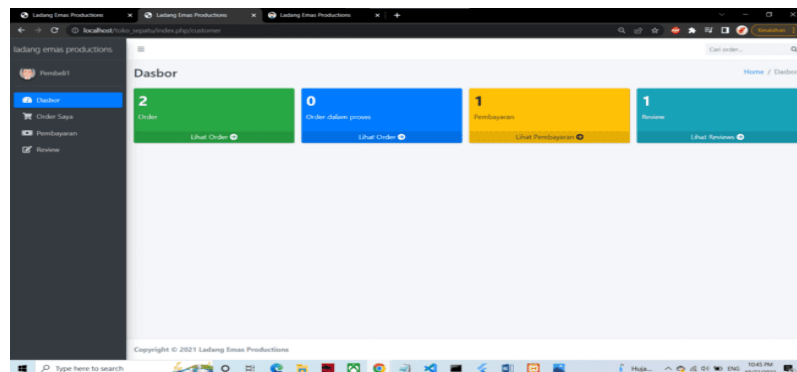 Ladang Emas Productions
Ladang Emas Productions
Ladang Emas Productions
localhost/toko_sepatu/index.php/customer
ladang emas productions
Cari order...
Pembeli1
Dasbor
Home / Dasbor
Dasbor
Order Saya
Pembayaran
Review
2
Order
Lihat Order
0
Order dalam proses
Lihat Order
1
Pembayaran
Lihat Pembayaran
1
Review
Lihat Reviews
Copyright © 2021 Ladang Emas Productions
Type here to search
Huja...
ENG
10:45 PM